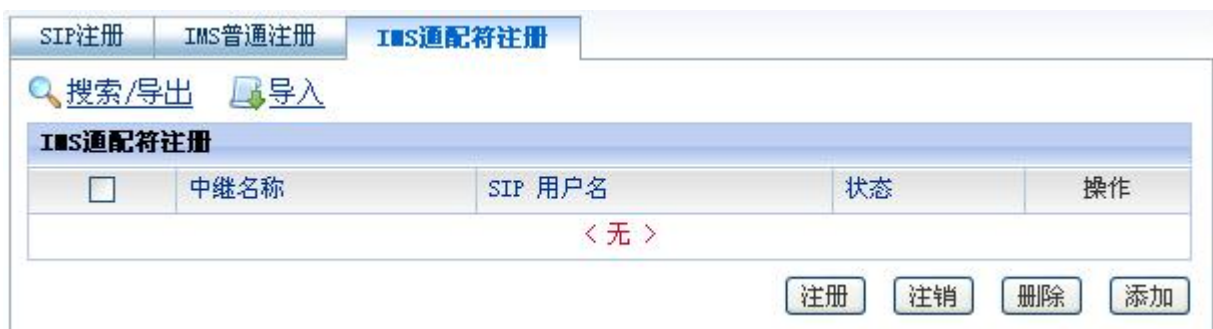 SIP注册 IMS普通注册 IMS通配符注册
搜索/导出 导入
IMS通配符注册
中继名称 SIP 用户名 状态 操作
< 无 >
注册 注销 删除 添加